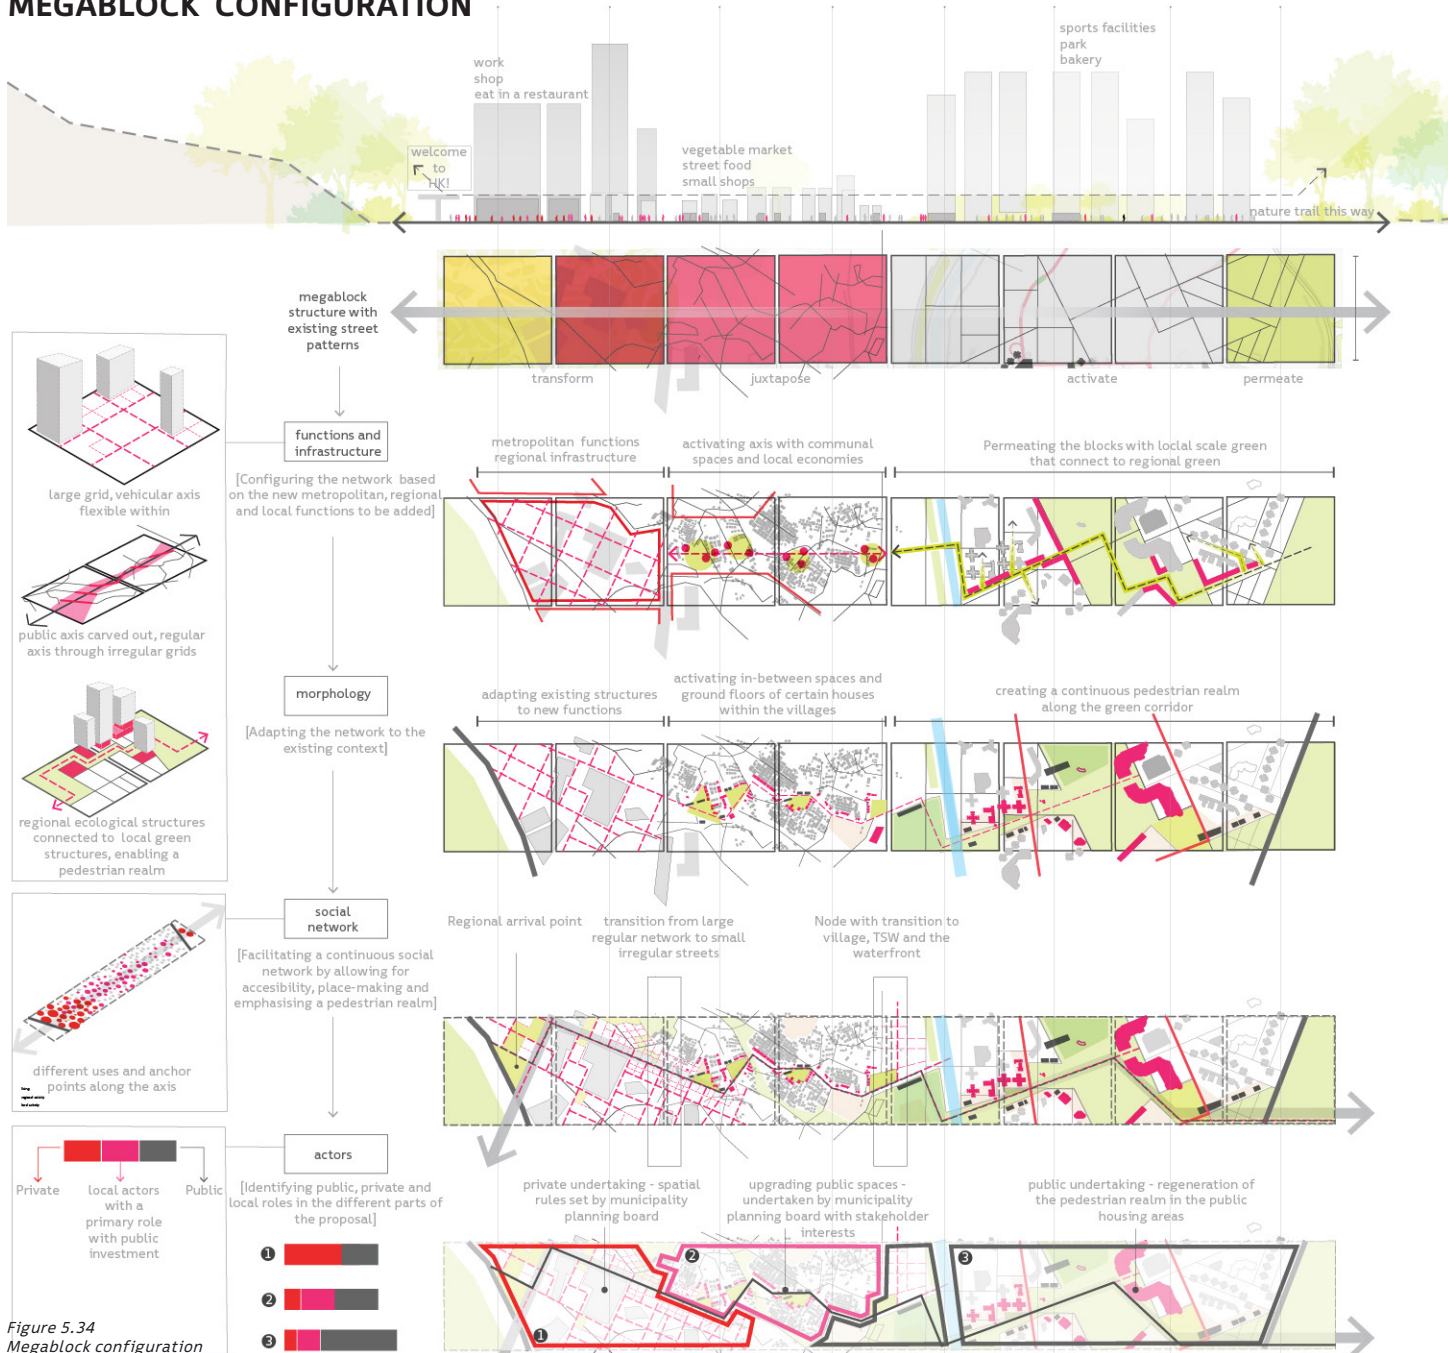 MEGABLOCK CONFIGURATION
work
shop
eat in a restaurant
sports facilities
park
bakery
welcome
to
HK!
vegetable market
street food
small shops
nature trail this way
megablock
structure with
existing street
patterns
transform
juxtapose
activate
permeate
functions and
infrastructure
[Configuring the network based
on the new metropolitan, regional
and local functions to be added]
metropolitan functions
regional infrastructure
activating axis with communal
spaces and local economies
Permeating the blocks with loclal scale green
that connect to regional green
large grid, vehicular axis
flexible within
public axis carved out, regular
axis through irregular grids
regional ecological structures
connected to local green
structures, enabling a
pedestrian realm
morphology
[Adapting the network to the
existing context]
adapting existing structures
to new functions
activating in-between spaces and
ground floors of certain houses
within the villages
creating a continuous pedestrian realm
along the green corridor
social
network
[Facilitating a continuous social
network by allowing for
accesibility, place-making and
emphasising a pedestrian realm]
Regional arrival point
transition from large
regular network to small
irregular streets
Node with transition to
village, TSW and the
waterfront
different uses and anchor
points along the axis
actors
[Identifying public, private and
local roles in the different parts of
the proposal]
Private
local actors
with a
primary role
with public
investment
Public
1
2
3
private undertaking - spatial
rules set by municipality
planning board
upgrading public spaces -
undertaken by municipality
planning board with stakeholder
interests
public undertaking - regeneration of
the pedestrian realm in the public
housing areas
1
2
3
Figure 5.34
Megablock configuration